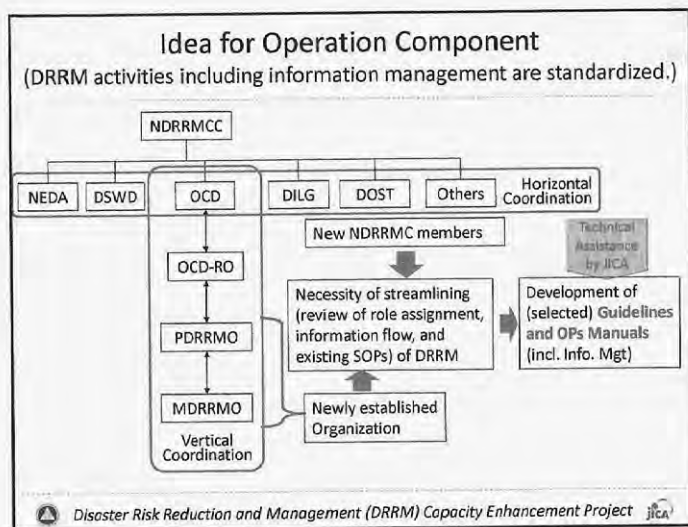 Idea for Operation Component
(DRRM activities including information management are standardized.)
NDRRMCC
NEDA
DSWD
OCD
DILG
DOST
Others
Horizontal
Coordination
OCD-RO
PDRRMO
MDRRMO
Vertical
Coordination
New NDRRMC members
Necessity of streamlining
(review of role assignment,
information flow, and
existing SOPs) of DRRM
Newly established
Organization
Technical
Assistance
by JICA
Development of
(selected) Guidelines
and OPs Manuals
(incl. Info. Mgt)
Disaster Risk Reduction and Management (DRRM) Capacity Enhancement Project
jICA